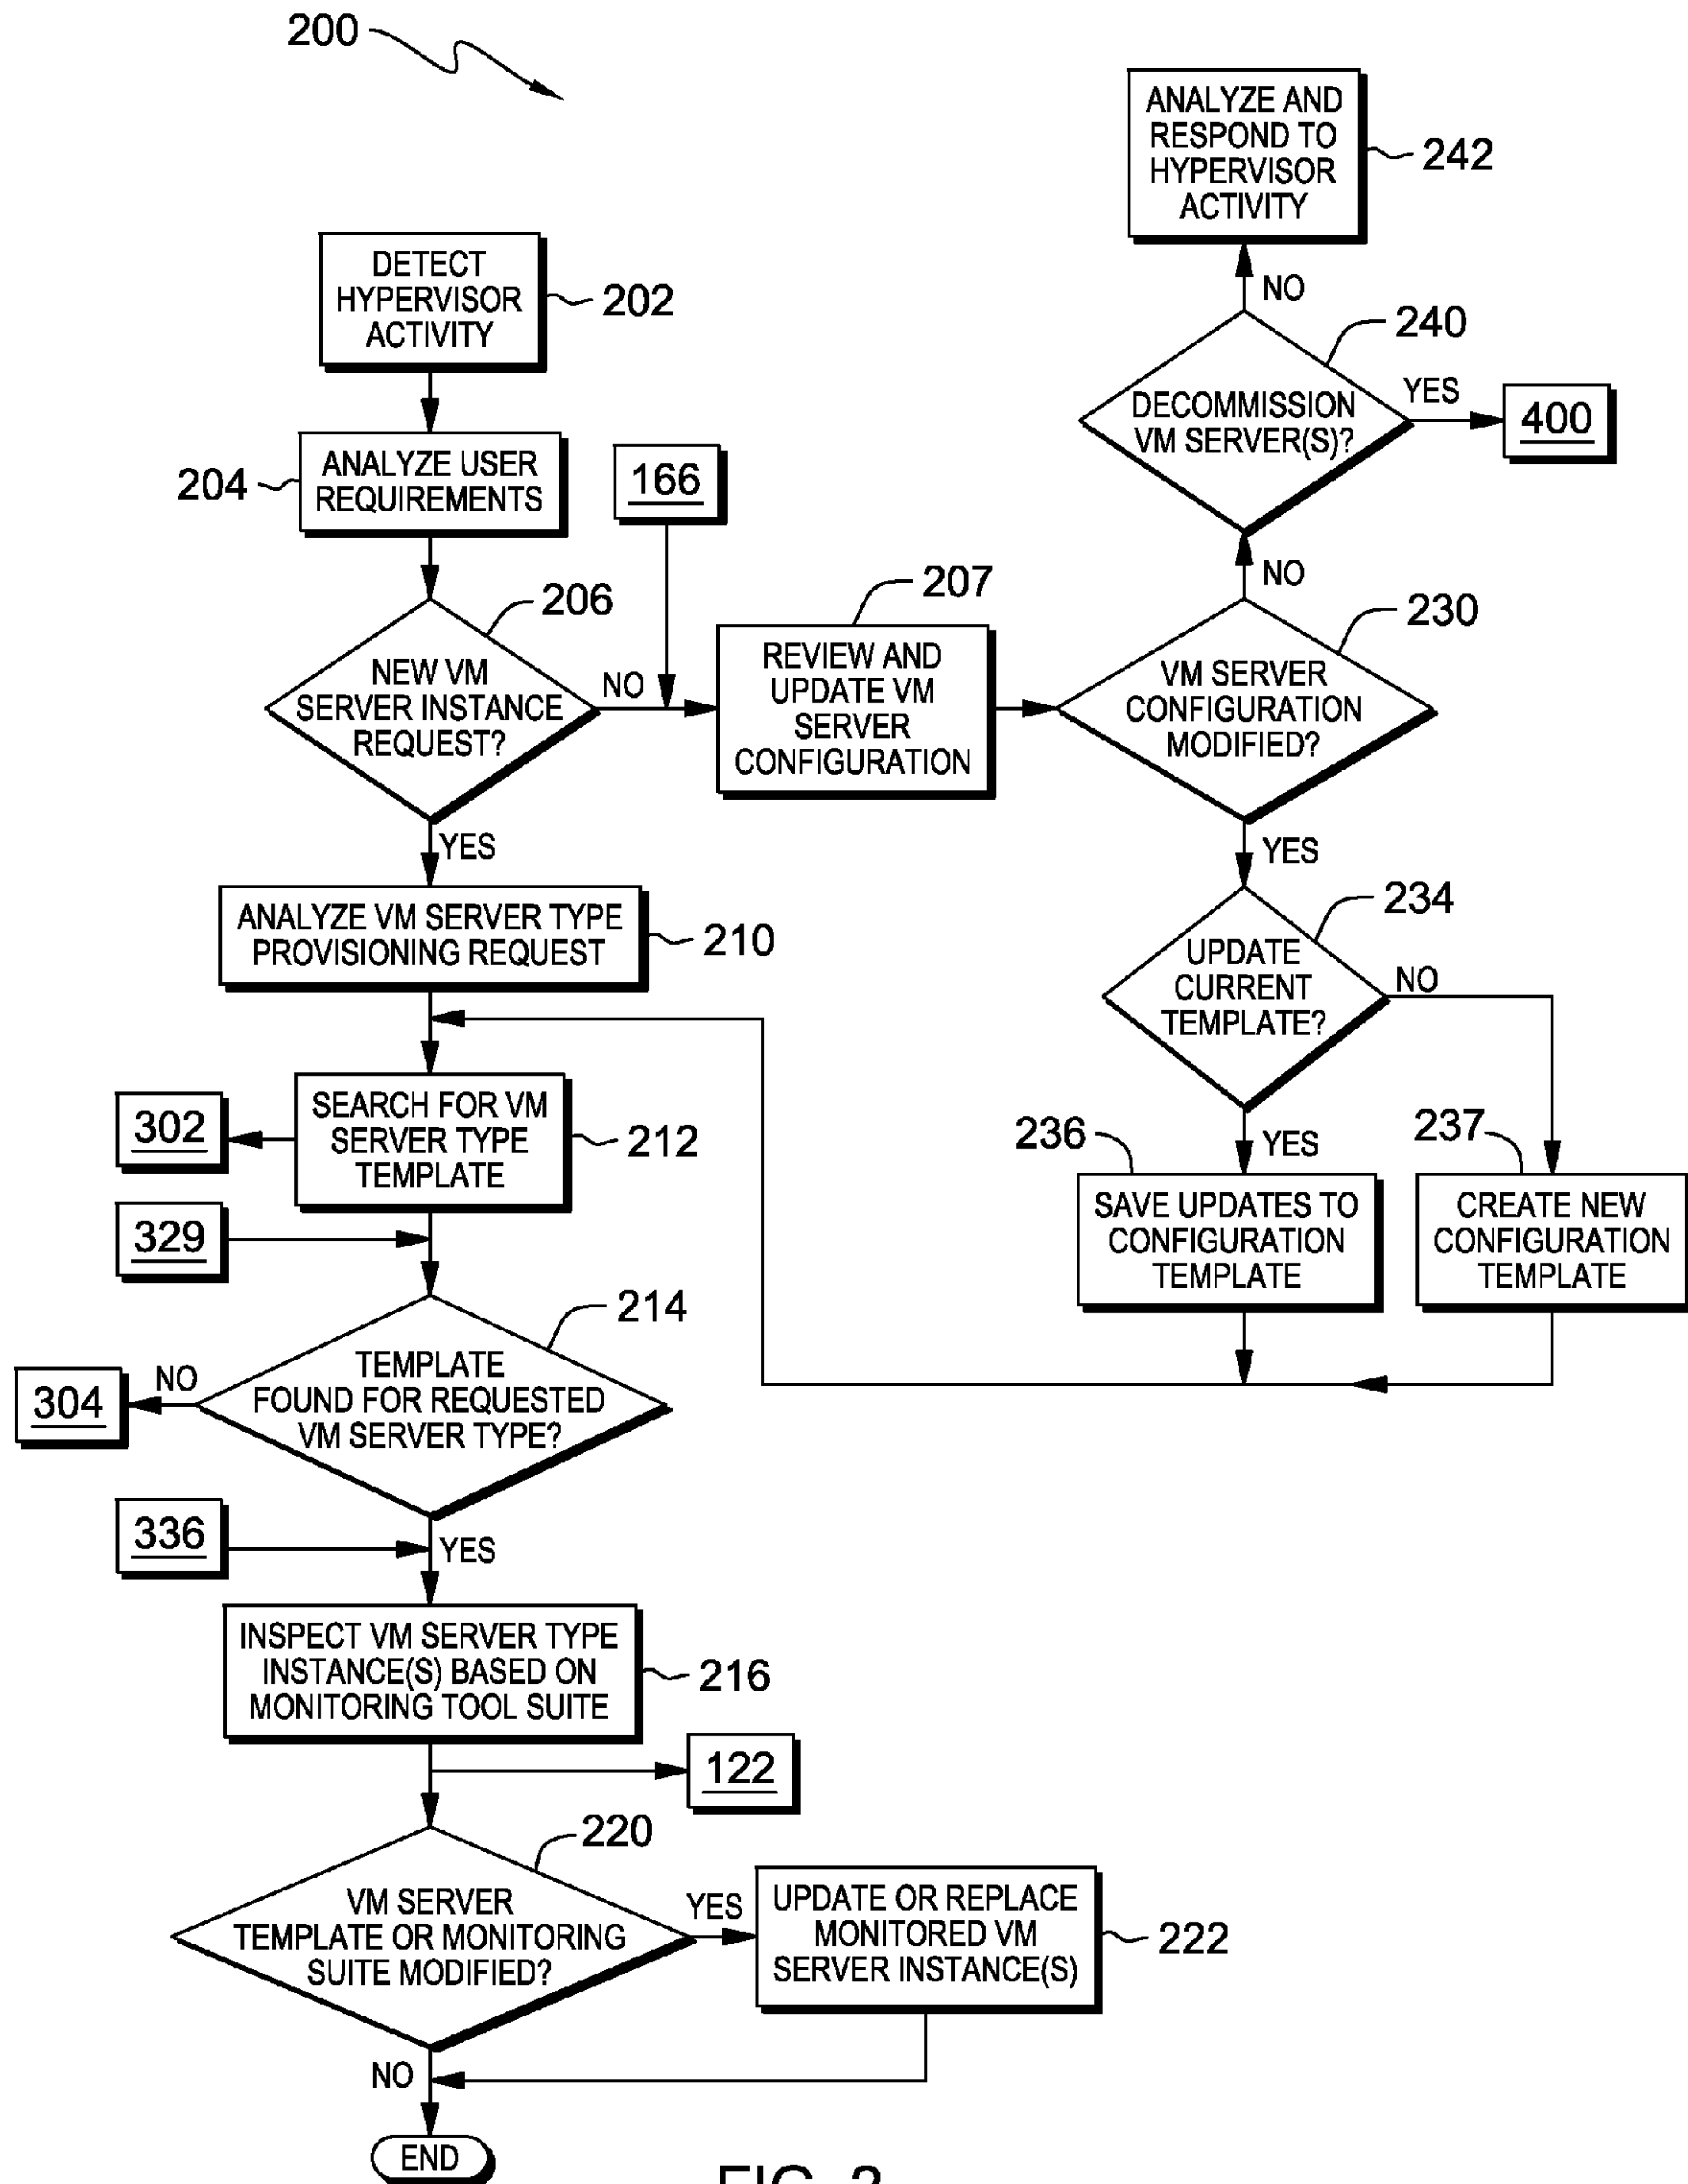 200
DETECT
HYPERVISOR
ACTIVITY
202
204
ANALYZE USER
REQUIREMENTS
166
206
NEW VM
SERVER INSTANCE
REQUEST?
NO
YES
207
REVIEW AND
UPDATE VM
SERVER
CONFIGURATION
ANALYZE AND
RESPOND TO
HYPERVISOR
ACTIVITY
242
NO
240
DECOMMISSION
VM SERVER(S)?
YES
400
NO
230
VM SERVER
CONFIGURATION
MODIFIED?
YES
234
UPDATE
CURRENT
TEMPLATE?
NO
YES
236
SAVE UPDATES TO
CONFIGURATION
TEMPLATE
237
CREATE NEW
CONFIGURATION
TEMPLATE
ANALYZE VM SERVER TYPE
PROVISIONING REQUEST
210
302
SEARCH FOR VM
SERVER TYPE
TEMPLATE
212
329
214
TEMPLATE
FOUND FOR REQUESTED
VM SERVER TYPE?
NO
304
336
YES
INSPECT VM SERVER TYPE
INSTANCE(S) BASED ON
MONITORING TOOL SUITE
216
122
220
VM SERVER
TEMPLATE OR MONITORING
SUITE MODIFIED?
YES
UPDATE OR REPLACE
MONITORED VM
SERVER INSTANCE(S)
222
NO
END
FIG. 2